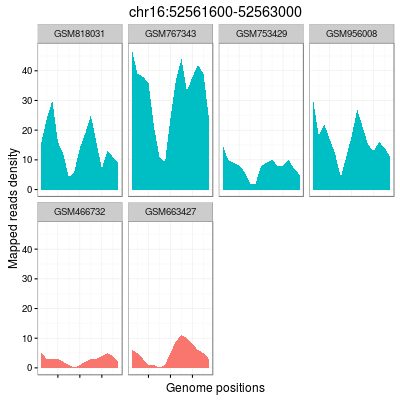 chr16:52561600-52563000
GSM818031 GSM767343 GSM753429 GSM956008
40
30
20
10
0
Mapped reads density
GSM466732 GSM663427
40
30
20
10
0
Genome positions